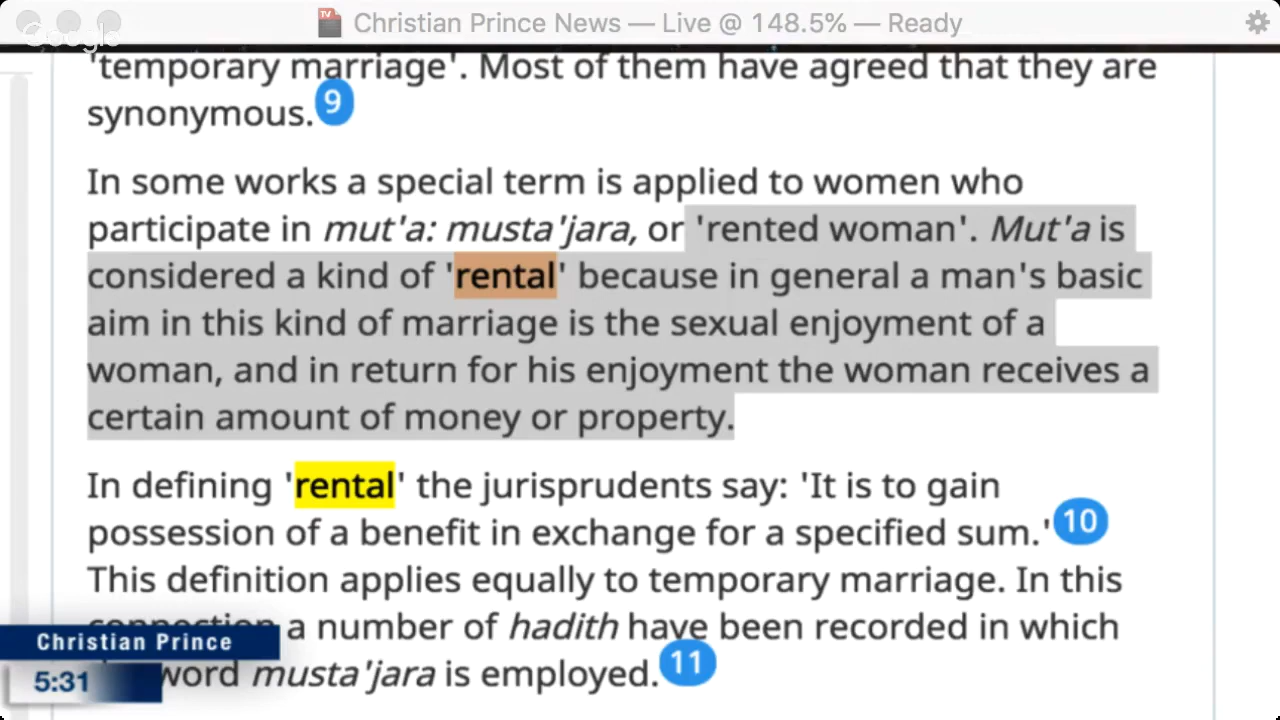 Christian Prince News — Live @ 148.5% — Ready
Google
'temporary marriage'. Most of them have agreed that they are
synonymous. 9
In some works a special term is applied to women who
participate in mut'a: musta'jara, or 'rented woman'. Mut'a is
considered a kind of 'rental' because in general a man's basic
aim in this kind of marriage is the sexual enjoyment of a
woman, and in return for his enjoyment the woman receives a
certain amount of money or property.
In defining 'rental' the jurisprudents say: 'It is to gain
possession of a benefit in exchange for a specified sum.' 10
This definition applies equally to temporary marriage. In this
connection a number of hadith have been recorded in which
word musta'jara is employed. 11
Christian Prince
5:31